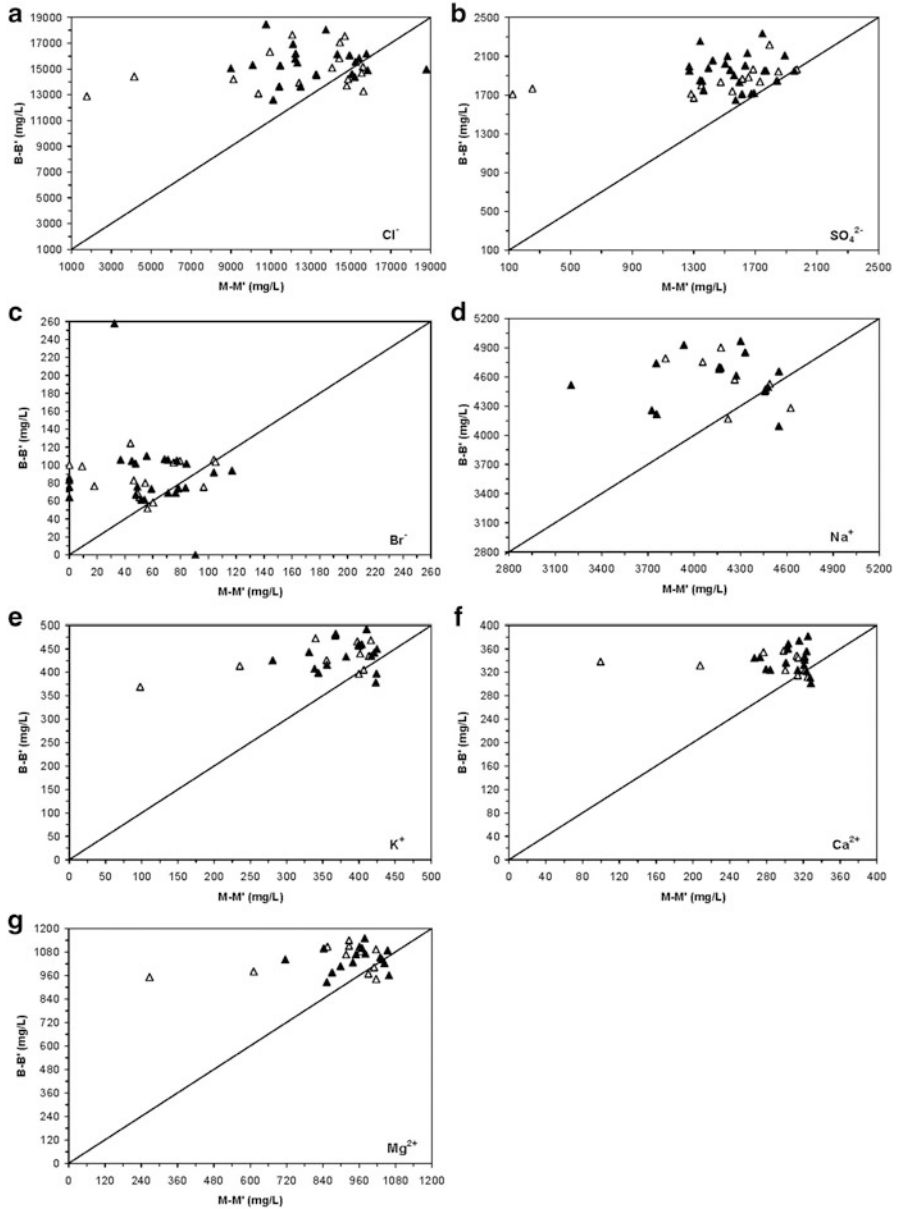 a
19000
17000
15000
13000
11000
9000
7000
5000
3000
1000
B-B' (mg/L)
1000 3000 5000 7000 9000 11000 13000 15000 17000 19000
M-M' (mg/L)
Cl⁻
b
2500
2100
1700
1300
900
500
100
B-B' (mg/L)
100 500 900 1300 1700 2100 2500
M-M' (mg/L)
SO₄²⁻
c
260
240
220
200
180
160
140
120
100
80
60
40
20
0
B-B' (mg/L)
0 20 40 60 80 100 120 140 160 180 200 220 240 260
M-M' (mg/L)
Br⁻
d
5200
4900
4600
4300
4000
3700
3400
3100
2800
B-B' (mg/L)
2800 3100 3400 3700 4000 4300 4600 4900 5200
M-M' (mg/L)
Na⁺
e
500
450
400
350
300
250
200
150
100
50
0
B-B' (mg/L)
0 50 100 150 200 250 300 350 400 450 500
M-M' (mg/L)
K⁺
f
400
360
320
280
240
200
160
120
80
40
0
B-B' (mg/L)
0 40 80 120 160 200 240 280 320 360 400
M-M' (mg/L)
Ca²⁺
g
1200
1080
960
840
720
600
480
360
240
120
0
B-B' (mg/L)
0 120 240 360 480 600 720 840 960 1080 1200
M-M' (mg/L)
Mg²⁺